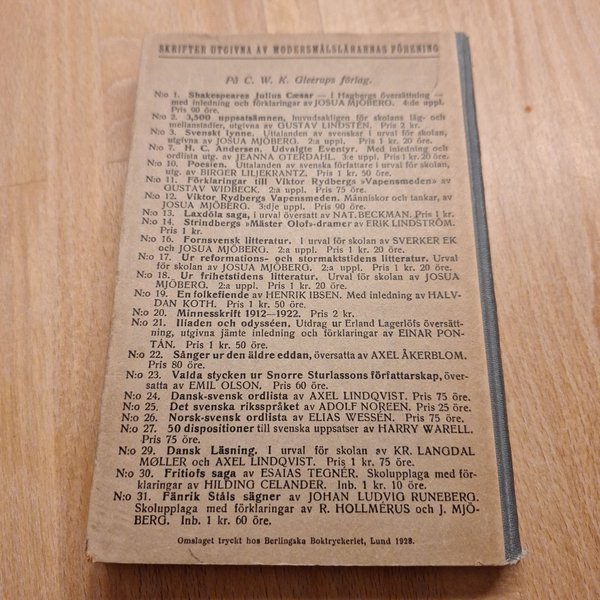 SKRIFTER UTGIVNA AV MODERSMÅLSLÄRARNAS FÖRENING
På C. W. K. Gleerups förlag.
N:o 1. Shakespeares Julius Cæsar — I Hagbergs översättning —
med inledning och förklaringar av JOSUA MJÖBERG. 4:de uppl.
Pris 90 öre.
N:o 2. 3,500 uppsatsämnen, huvudsakligen för skolans låg- och
mellanstadier, utgivna av GUSTAV LINDSTÉN. Pris 2 kr.
N:o 3. Svenskt lynne. Uttalanden av svenskar i urval för skolan,
utgivna av JOSUA MJÖBERG. 2:a uppl. Pris 1 kr. 20 öre.
N:o 7. H. C. Andersen, Udvalgte Eventyr. Med inledning och
ordlista utg. av JEANNA OTERDAHL. 3:e uppl. Pris 1 kr. 20 öre.
N:o 10. Poesien. Uttalanden av svenska författare i urval för skolan,
utg. av BIRGER LILJEKRANTZ. Pris 1 kr. 50 öre.
N:o 11. Förklaringar till Viktor Rydbergs »Vapensmeden» av
GUSTAV WIDBECK. 2:a uppl. Pris 75 öre.
N:o 12. Viktor Rydbergs Vapensmeden. Människor och tankar, av
JOSUA MJÖBERG. 3:dje uppl. Pris 90 öre.
N:o 13. Laxdöla saga, i urval översatt av NAT. BECKMAN. Pris 1 kr.
N:o 14. Strindbergs »Mäster Olof»-dramer av ERIK LINDSTRÖM.
Pris 1 kr.
N:o 16. Fornsvensk litteratur. I urval för skolan av SVERKER EK
och JOSUA MJÖBERG. 2:a uppl. Pris 1 kr. 20 öre.
N:o 17. Ur reformations- och stormaktstidens litteratur. Urval
för skolan av JOSUA MJÖBERG. 2:a uppl. Pris 1 kr. 20 öre.
N:o 18. Ur frihetstidens litteratur. I urval för skolan av JOSUA
MJÖBERG. 2:a uppl. Pris 1 kr. 20 öre.
N:o 19. En folkefiende av HENRIK IBSEN. Med inledning av HALV-
DAN KOTH. Pris 1 kr. 50 öre.
N:o 20. Minnesskrift 1912—1922. Pris 2 kr.
N:o 21. Iliaden och odysséen. Utdrag ur Erland Lagerlöfs översätt-
ning, utgivna jämte inledning och förklaringar av EINAR PON-
TÁN. Pris 1 kr. 50 öre.
N:o 22. Sånger ur den äldre eddan, översatta av AXEL ÅKERBLOM.
Pris 80 öre.
N:o 23. Valda stycken ur Snorre Sturlassons författarskap, över-
satta av EMIL OLSON. Pris 60 öre.
N:o 24. Dansk-svensk ordlista av AXEL LINDQVIST. Pris 75 öre.
N:o 25. Det svenska riksspråket av ADOLF NOREEN. Pris 25 öre.
N:o 26. Norsk-svensk ordlista av ELIAS WESSÉN. Pris 75 öre.
N:o 27. 50 dispositioner till svenska uppsatser av HARRY WARELL.
Pris 75 öre.
N:o 29. Dansk Läsning. I urval för skolan av KR. LANGDAL
MØLLER och AXEL LINDQVIST. Pris 1 kr. 75 öre.
N:o 30. Fritiofs saga av ESAIAS TEGNÉR. Skolupplaga med för-
klaringar av HILDING CELANDER. Inb. 1 kr. 10 öre.
N:o 31. Fänrik Ståls sägner av JOHAN LUDVIG RUNEBERG.
Skolupplaga med förklaringar av R. HOLLMÉRUS och J. MJÖ-
BERG. Inb. 1 kr. 60 öre.
Omslaget tryckt hos Berlingska Boktryckeriet, Lund 1928.